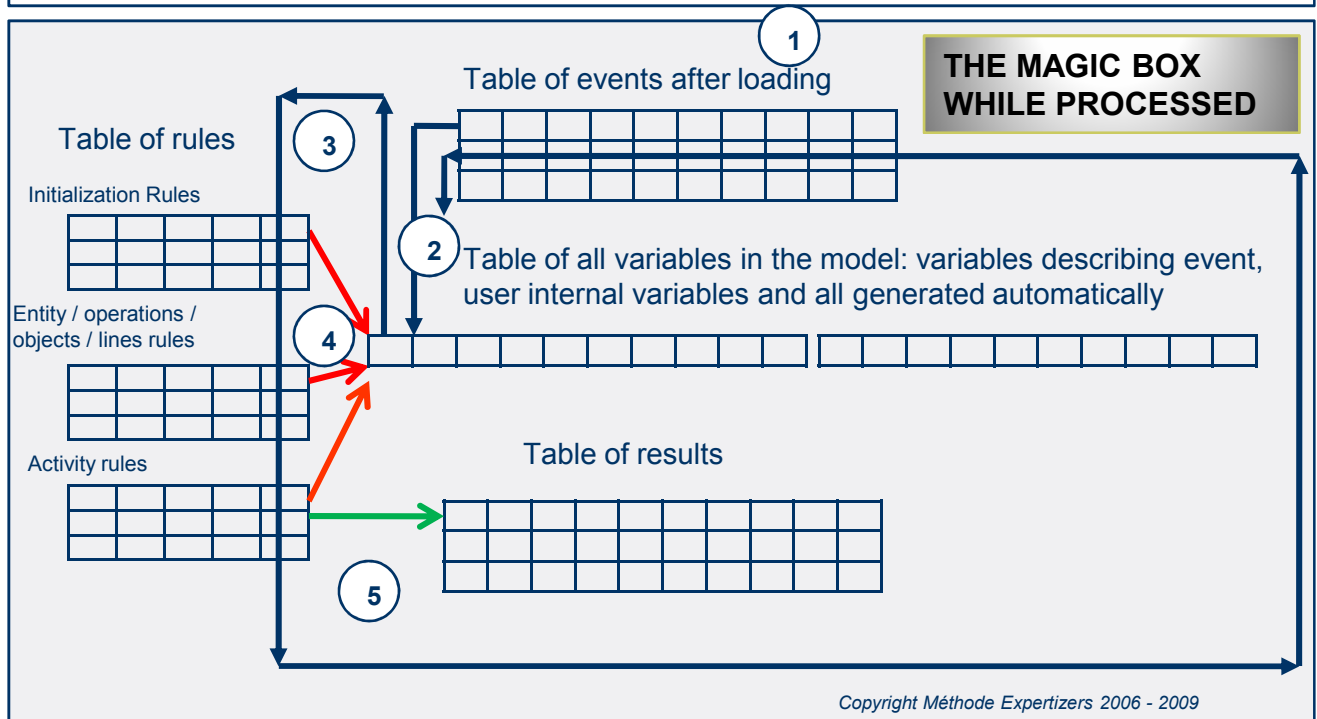 1
THE MAGIC BOX
WHILE PROCESSED
Table of events after loading
Table of rules
3
Initialization Rules
2
Table of all variables in the model: variables describing event,
user internal variables and all generated automatically
Entity / operations /
objects / lines rules
4
Activity rules
Table of results
5
Copyright Méthode Expertizers 2006 - 2009